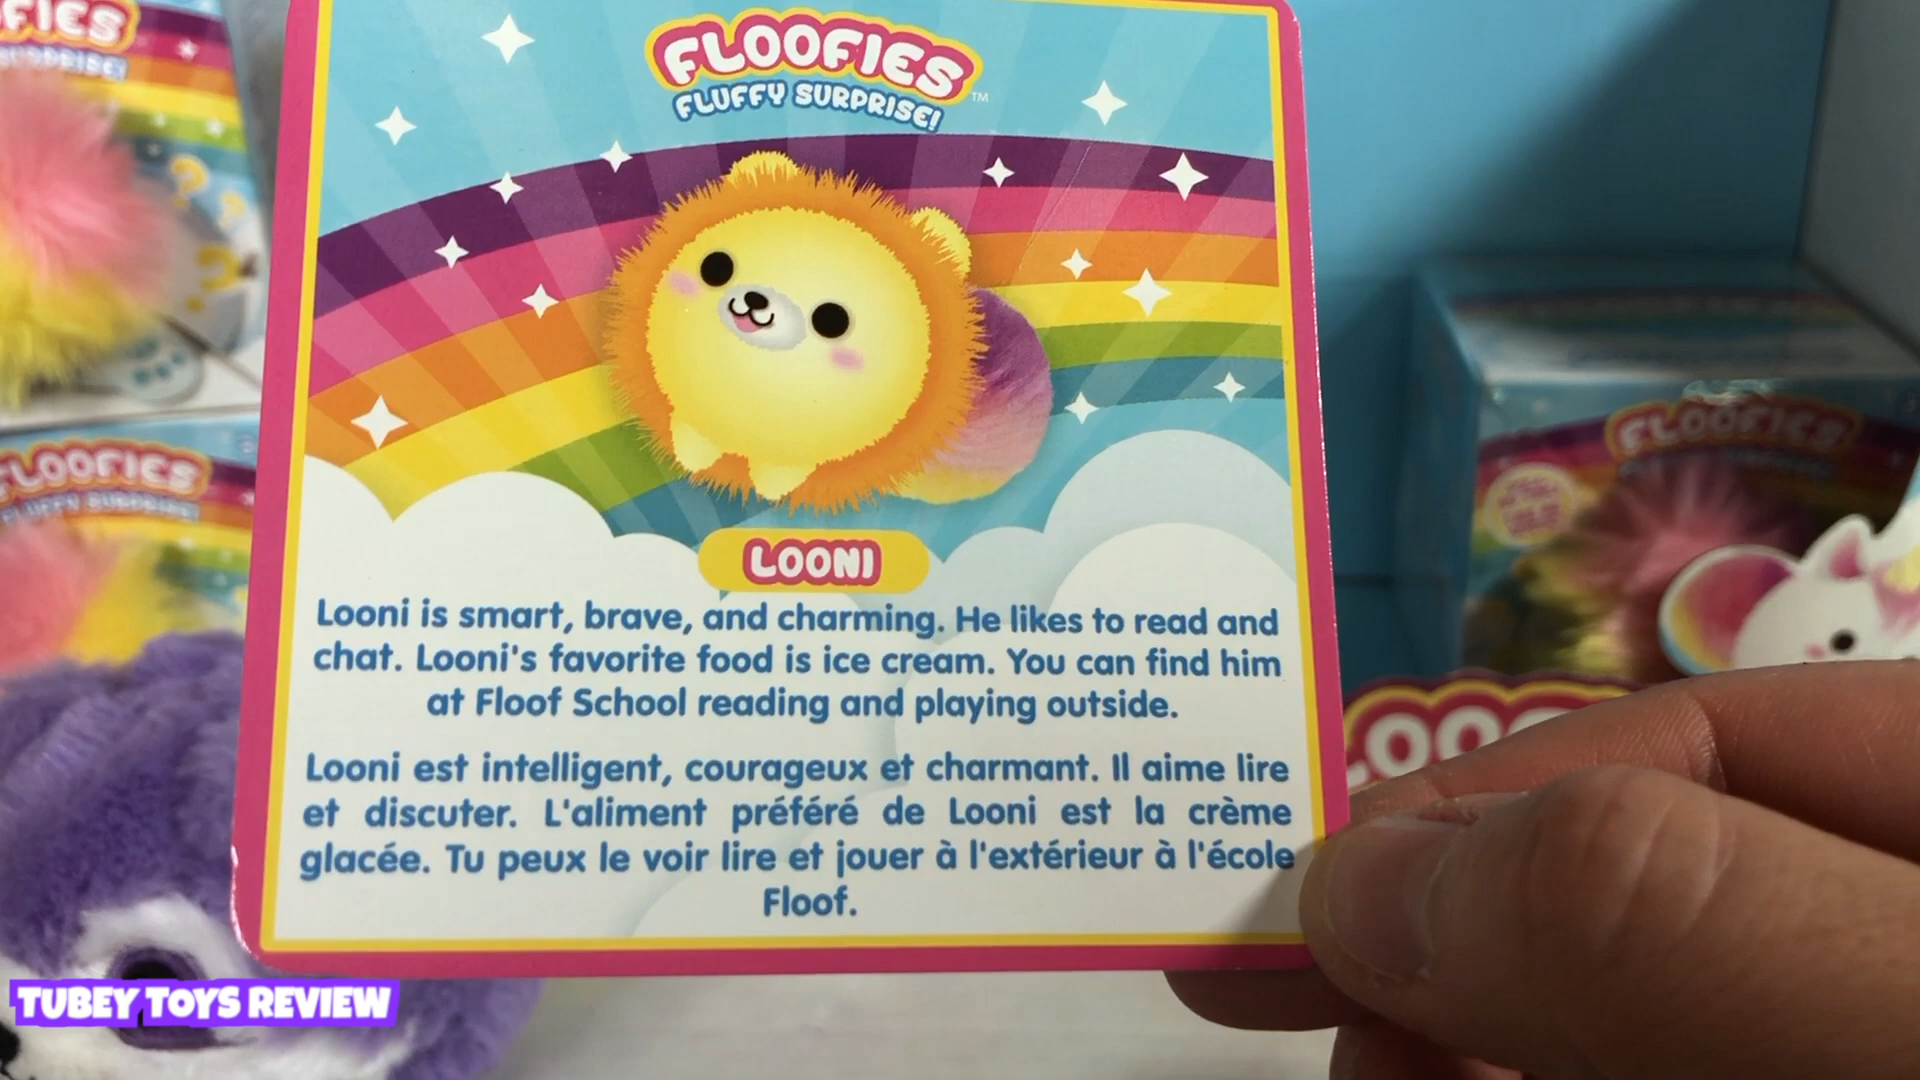 FLOOFIES
FLUFFY SURPRISE!
TM
LOONI
Looni is smart, brave, and charming. He likes to read and
chat. Looni's favorite food is ice cream. You can find him
at Floof School reading and playing outside.
Looni est intelligent, courageux et charmant. Il aime lire
et discuter. L'aliment préféré de Looni est la crème
glacée. Tu peux le voir lire et jouer à l'extérieur à l'école
Floof.
FLOOFIES
FLUFFY SURPRISE!
FLOOFIES
TUBEY TOYS REVIEW